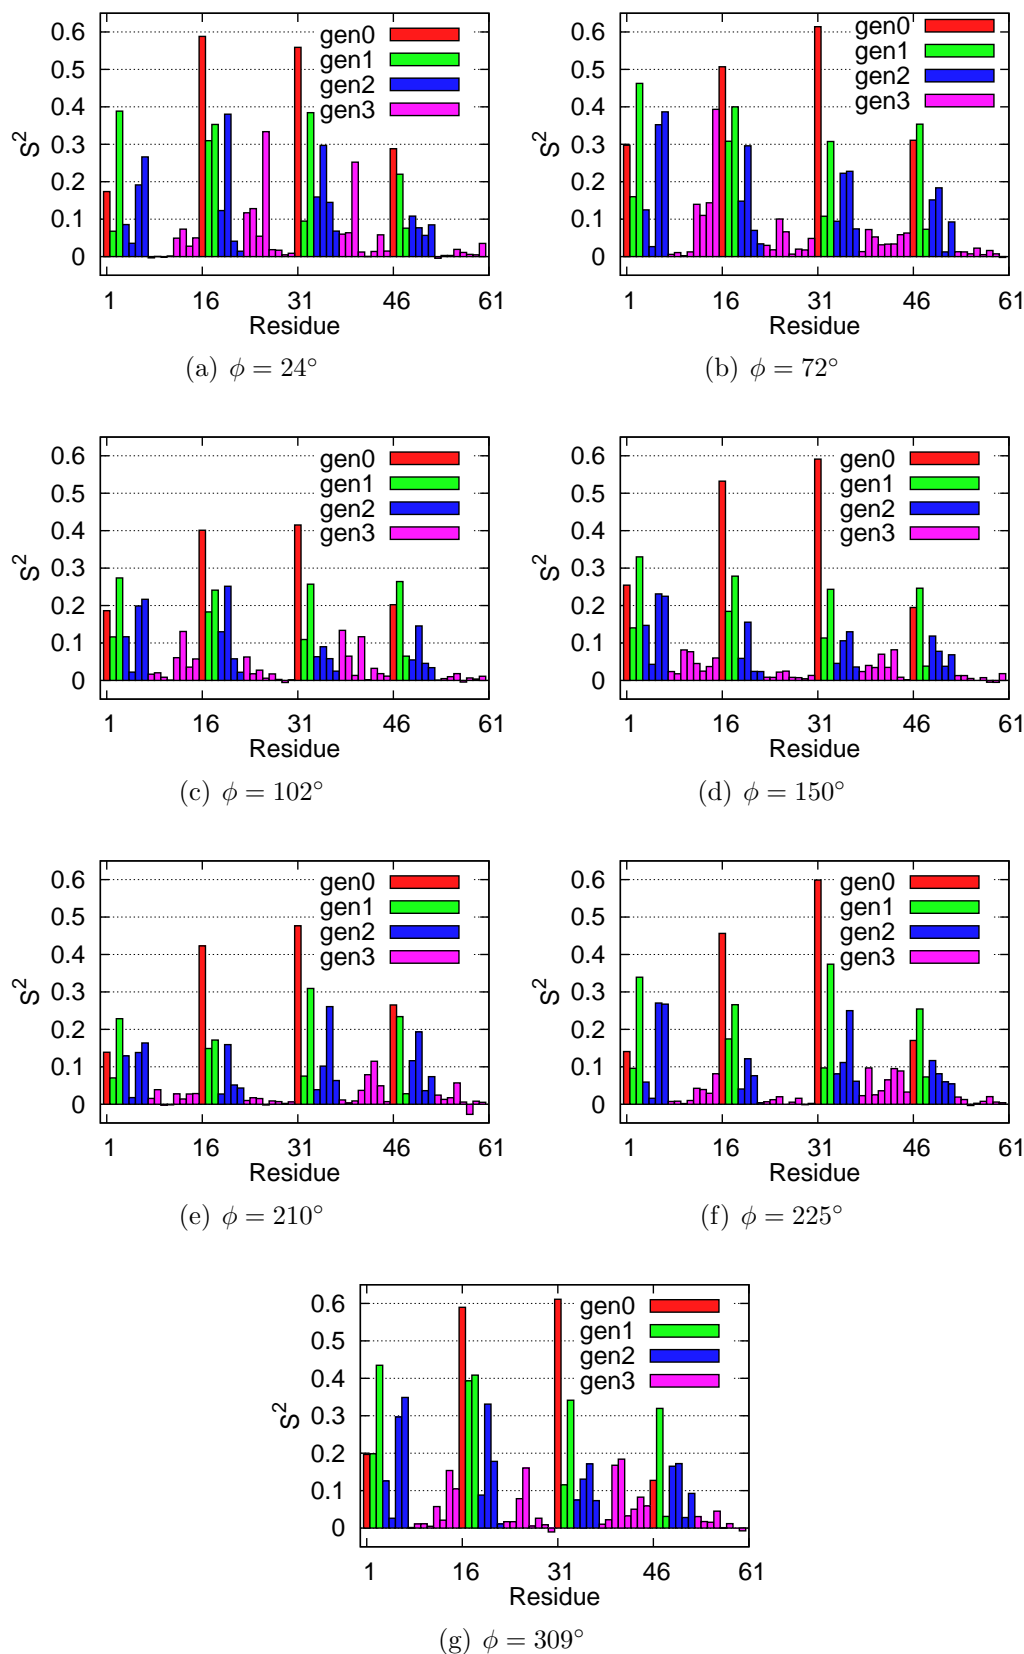 0.6
0.5
0.4
0.3
0.2
0.1
0
S²
gen0
gen1
gen2
gen3
1 16 31 46 61
Residue
(a) ϕ = 24°
0.6
0.5
0.4
0.3
0.2
0.1
0
S²
gen0
gen1
gen2
gen3
1 16 31 46 61
Residue
(b) ϕ = 72°
0.6
0.5
0.4
0.3
0.2
0.1
0
S²
gen0
gen1
gen2
gen3
1 16 31 46 61
Residue
(c) ϕ = 102°
0.6
0.5
0.4
0.3
0.2
0.1
0
S²
gen0
gen1
gen2
gen3
1 16 31 46 61
Residue
(d) ϕ = 150°
0.6
0.5
0.4
0.3
0.2
0.1
0
S²
gen0
gen1
gen2
gen3
1 16 31 46 61
Residue
(e) ϕ = 210°
0.6
0.5
0.4
0.3
0.2
0.1
0
S²
gen0
gen1
gen2
gen3
1 16 31 46 61
Residue
(f) ϕ = 225°
0.6
0.5
0.4
0.3
0.2
0.1
0
S²
gen0
gen1
gen2
gen3
1 16 31 46 61
Residue
(g) ϕ = 309°